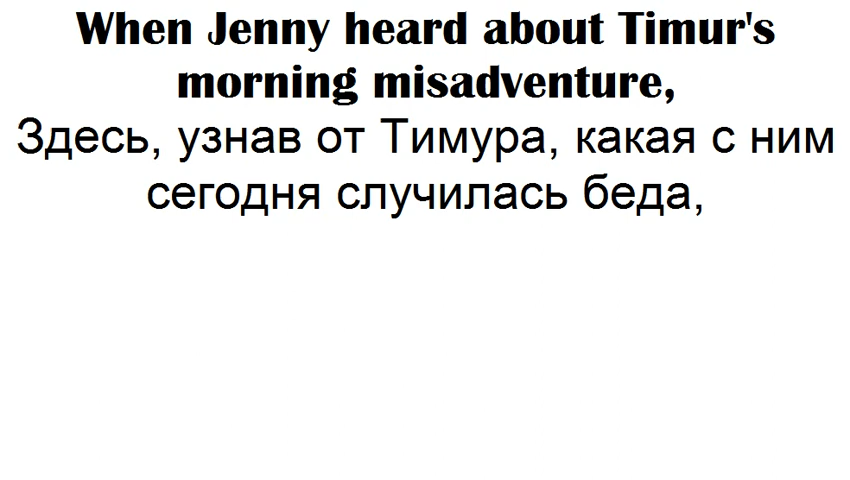 When Jenny heard about Timur's
morning misadventure,
Здесь, узнав от Тимура, какая с ним
сегодня случилась беда,